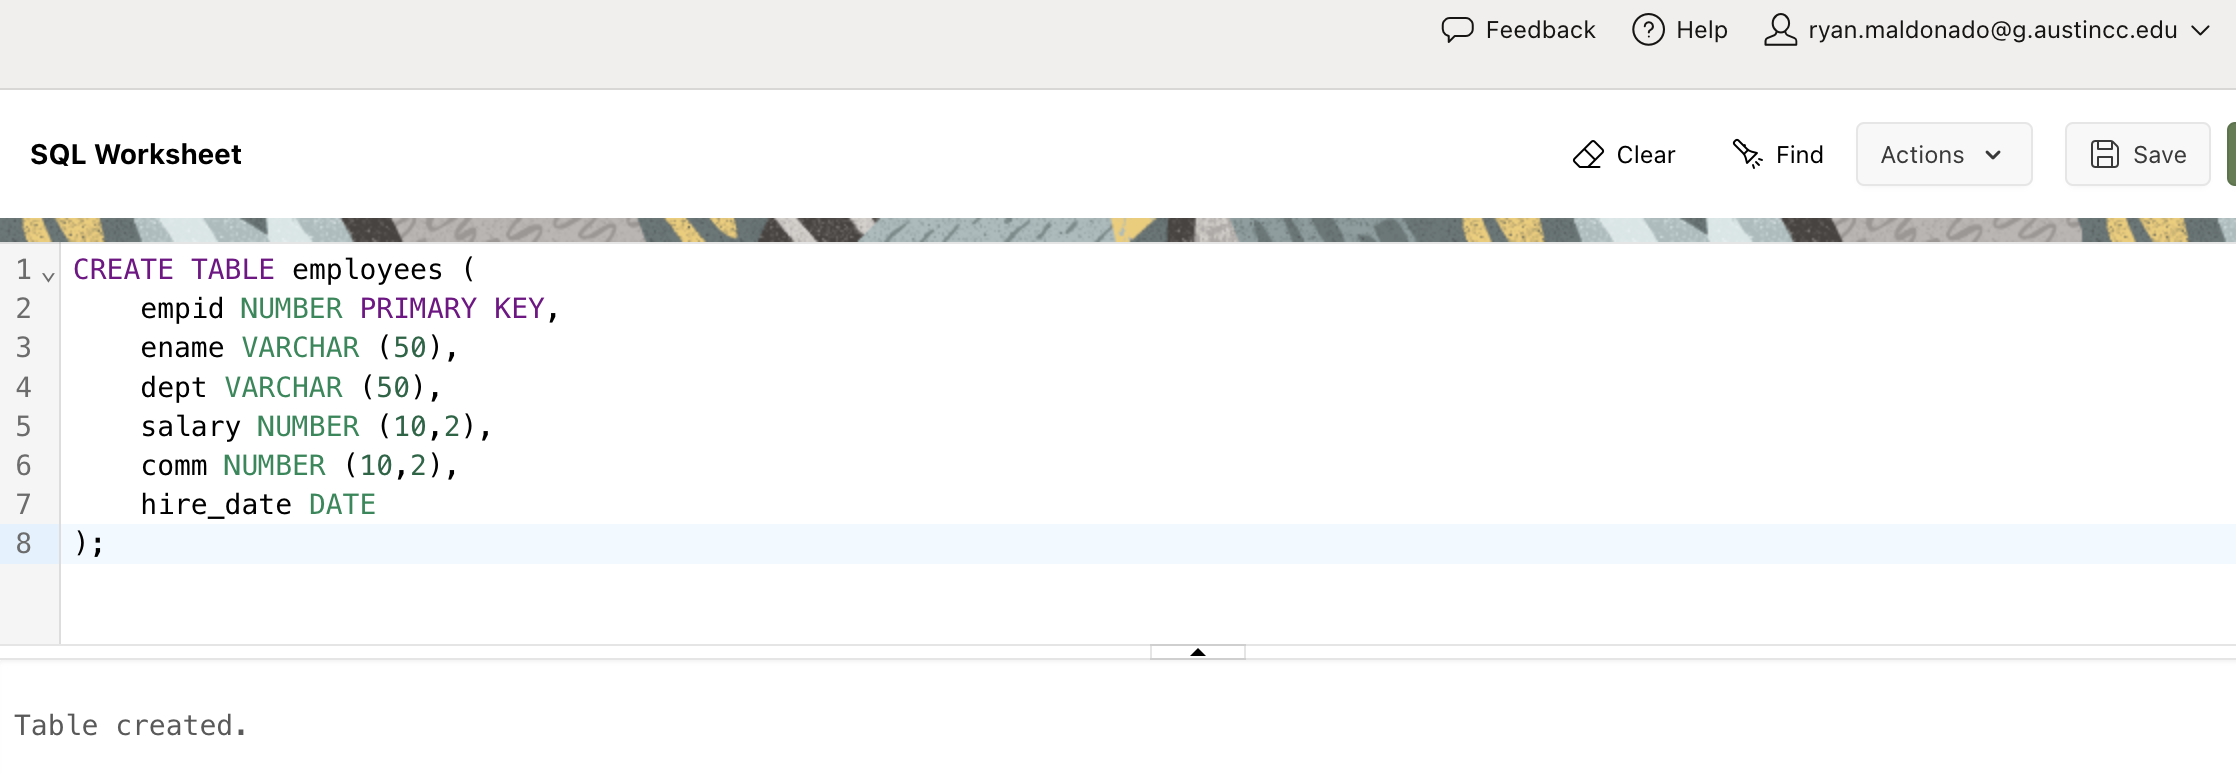 Feedback Help ryan.maldonado@g.austincc.edu
SQL Worksheet Clear Find Actions Save
1 CREATE TABLE employees (
2 empid NUMBER PRIMARY KEY,
3 ename VARCHAR (50),
4 dept VARCHAR (50),
5 salary NUMBER (10,2),
6 comm NUMBER (10,2),
7 hire_date DATE
8 );
Table created.